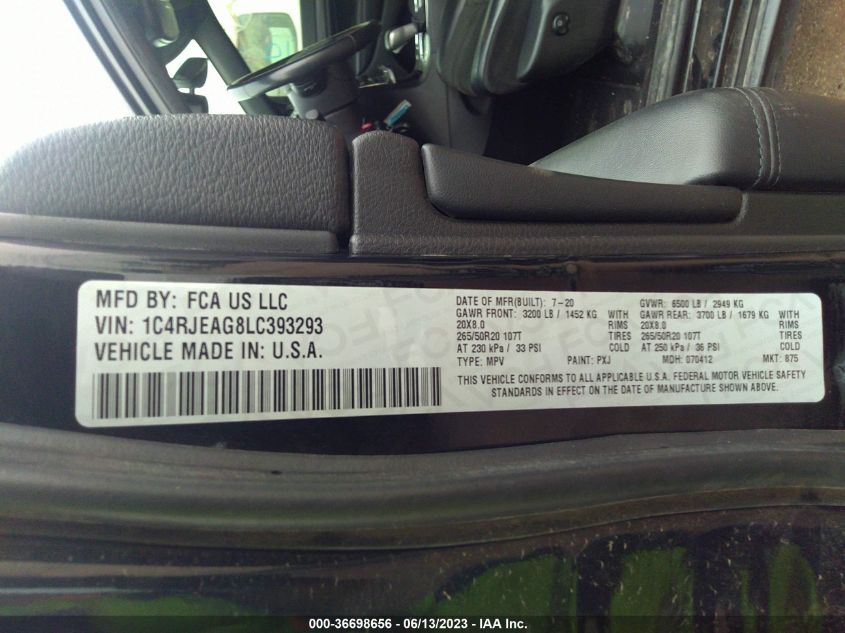 MFD BY: FCA US LLC
VIN: 1C4RJEAG8LC393293
VEHICLE MADE IN: U.S.A.
DATE OF MFR(BUILT): 7-20 GVWR: 6500 LB / 2949 KG
GAWR FRONT: 3200 LB / 1452 KG WITH GAWR REAR: 3700 LB / 1679 KG WITH
20X8.0 RIMS 20X8.0 RIMS
265/50R20 107T TIRES 265/50R20 107T TIRES
AT 230 kPa / 33 PSI COLD AT 250 kPa / 36 PSI COLD
TYPE: MPV PAINT: PXJ MDH: 070412 MKT: 875
THIS VEHICLE CONFORMS TO ALL APPLICABLE U.S.A. FEDERAL MOTOR VEHICLE SAFETY
STANDARDS IN EFFECT ON THE DATE OF MANUFACTURE SHOWN ABOVE.
000-36698656 - 06/13/2023 - IAA Inc.